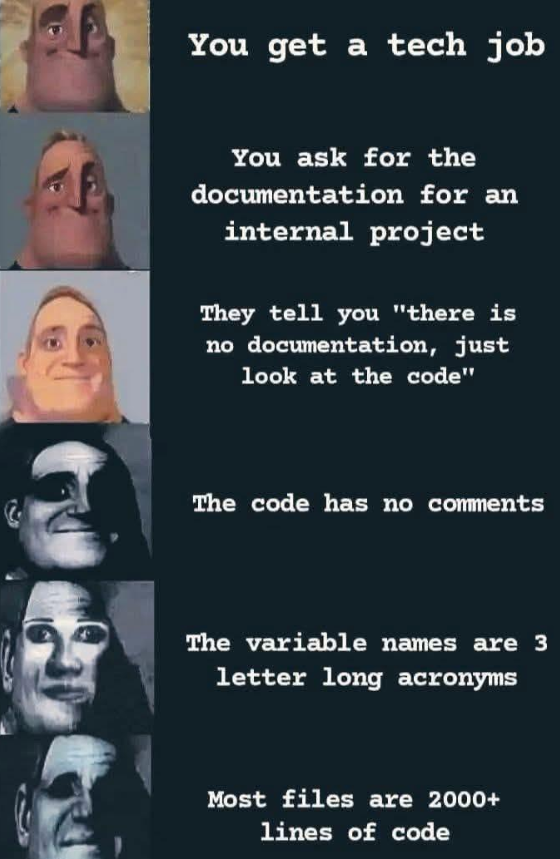 You get a tech job
You ask for the
documentation for an
internal project
They tell you "there is
no documentation, just
look at the code"
The code has no comments
The variable names are 3
letter long acronyms
Most files are 2000+
lines of code